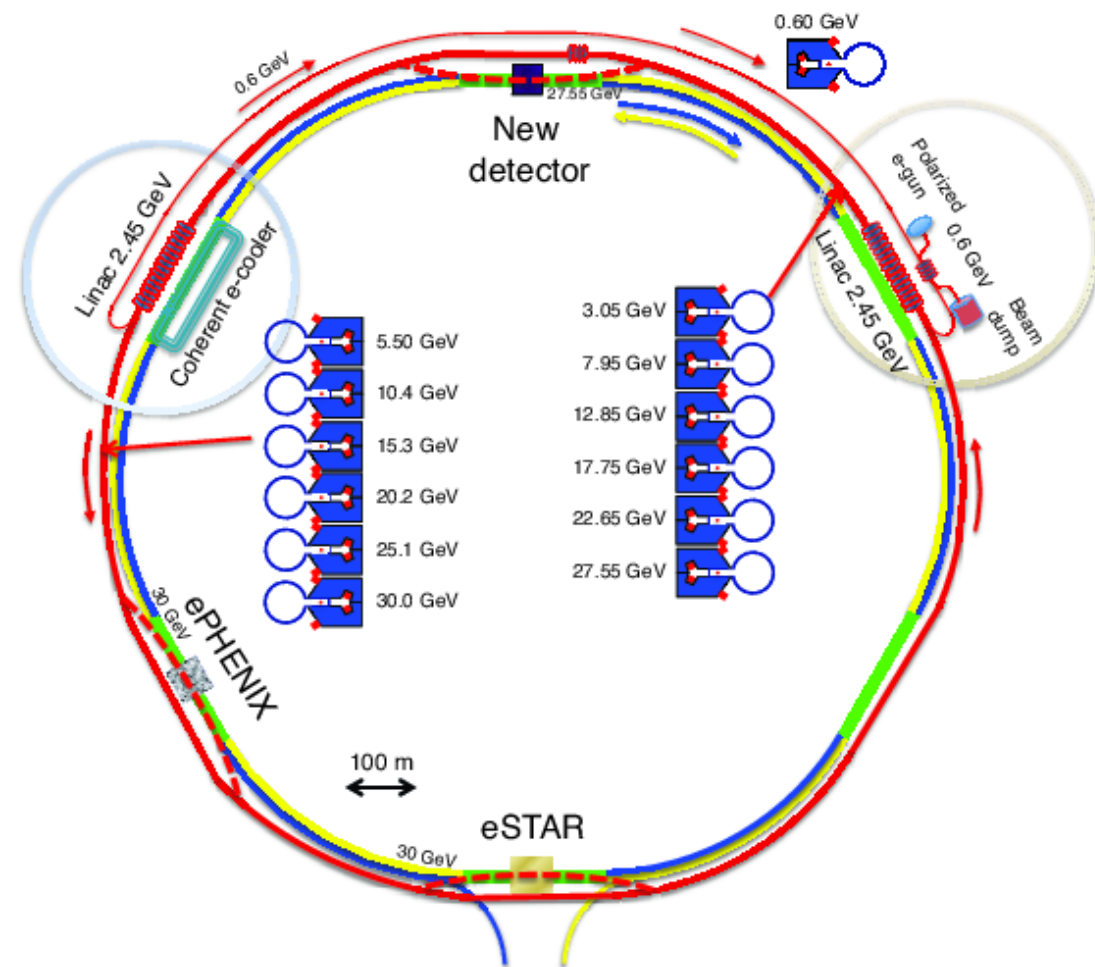 0.60 GeV
0.6 GeV
27.55 GeV
New
detector
Linac 2.45 GeV
Coherent e-cooler
Polarized
e-gun
0.6 GeV
Beam
dump
Linac 2.45 GeV
5.50 GeV
10.4 GeV
15.3 GeV
20.2 GeV
25.1 GeV
30.0 GeV
3.05 GeV
7.95 GeV
12.85 GeV
17.75 GeV
22.65 GeV
27.55 GeV
30 GeV
ePHENIX
100 m
eSTAR
30 GeV